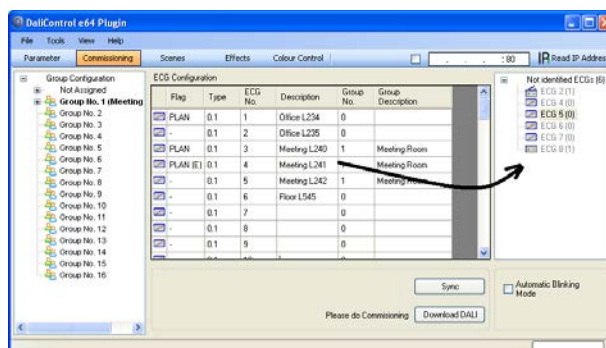 DaliControl e64 Plugin
File Tools View Help
Parameter Commissioning Scenes Effects Colour Control . . . :80 Read IP Addres
Group Configuration
Not Assigned
Group No. 1 (Meeting
Group No. 2
Group No. 3
Group No. 4
Group No. 5
Group No. 6
Group No. 7
Group No. 8
Group No. 9
Group No. 10
Group No. 11
Group No. 12
Group No. 13
Group No. 14
Group No. 15
Group No. 16
ECG Configuration
Flag Type ECG No. Description Group No. Group Description
PLAN 0.1 1 Office L234 0
- 0.1 2 Office L235 0
PLAN 0.1 3 Meeting L240 1 Meeting Room
PLAN (E) 0.1 4 Meeting L241 Meeting Room
- 0.1 5 Meeting L242 1 Meeting Room
- 0.1 6 Floor L545 0
- 0.1 7 0
- 0.1 8 0
- 0.1 9 0
Not identified ECGs (6)
ECG 2(1)
ECG 4 (0)
ECG 5 (0)
ECG 6 (0)
ECG 7 (0)
ECG 8 (1)
Sync
Please do Commisioning Download DALI
Automatic Blinking
Mode